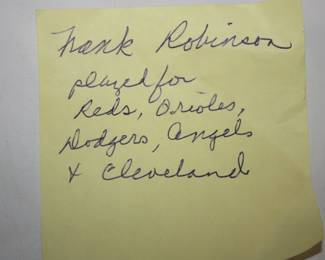 Frank Robinson
played for
Reds, Orioles,
Dodgers, Angels
& Cleveland